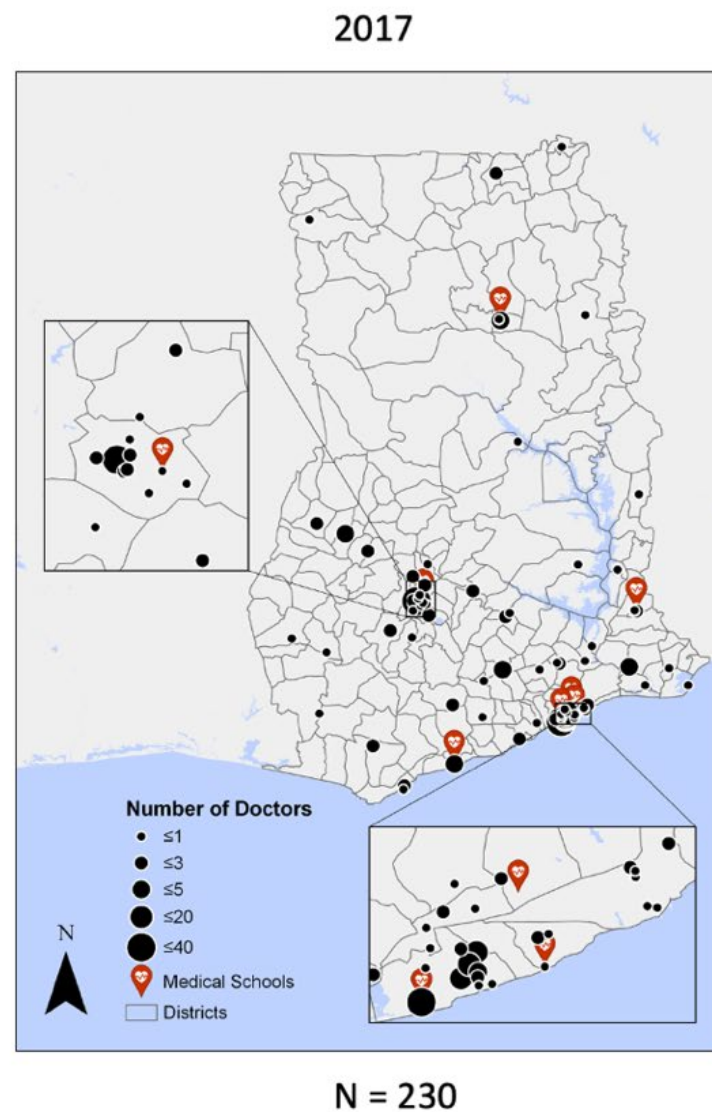 2017
Number of Doctors
≤1
≤3
≤5
≤20
≤40
Medical Schools
Districts
N
N = 230